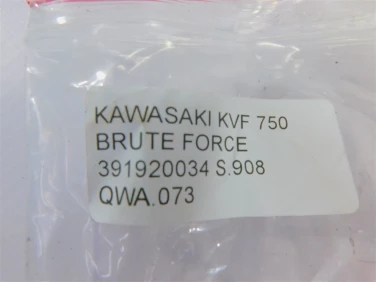 KAWASAKI KVF 750
BRUTE FORCE
391920034 S.908
QWA.073